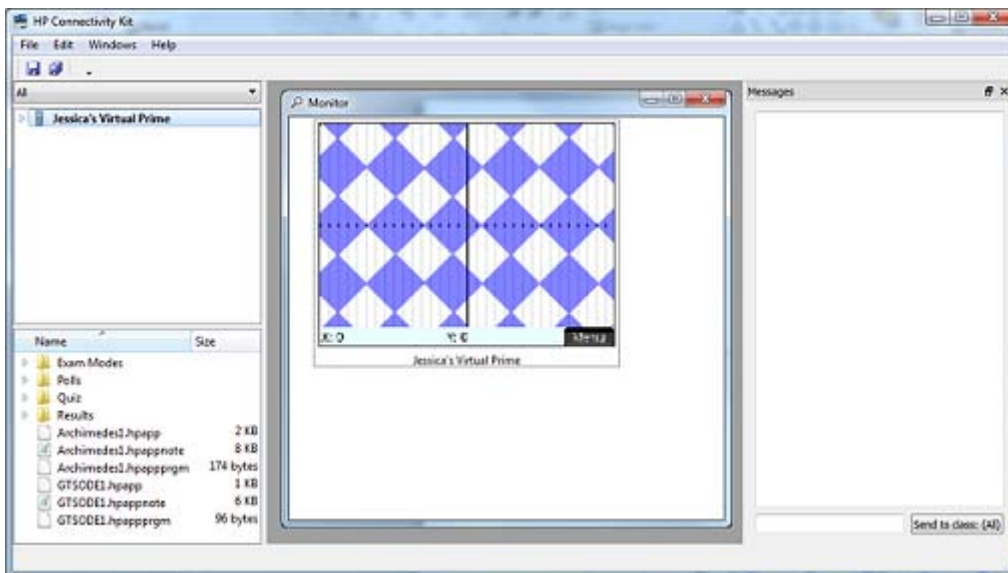 HP Connectivity Kit
File Edit Windows Help
All
Jessica's Virtual Prime
Name Size
Exam Modes
Polls
Quiz
Results
Archimedes1.hpapp 2 KB
Archimedes1.hpappnote 8 KB
Archimedes1.hpappprgm 174 bytes
GTSODE1.hpapp 1 KB
GTSODE1.hpappnote 6 KB
GTSODE1.hpappprgm 96 bytes
Monitor
X: 0 Y: 0 Menu
Jessica's Virtual Prime
Messages
Send to class: (All)